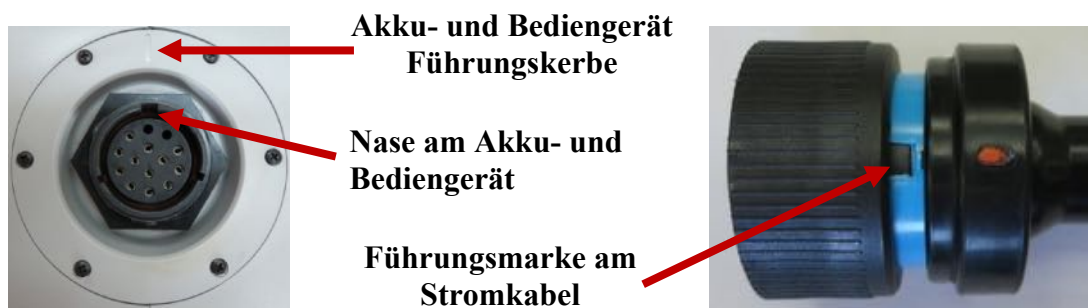 Akku- und Bediengerät
Führungskerbe
Nase am Akku- und
Bediengerät
Führungsmarke am
Stromkabel